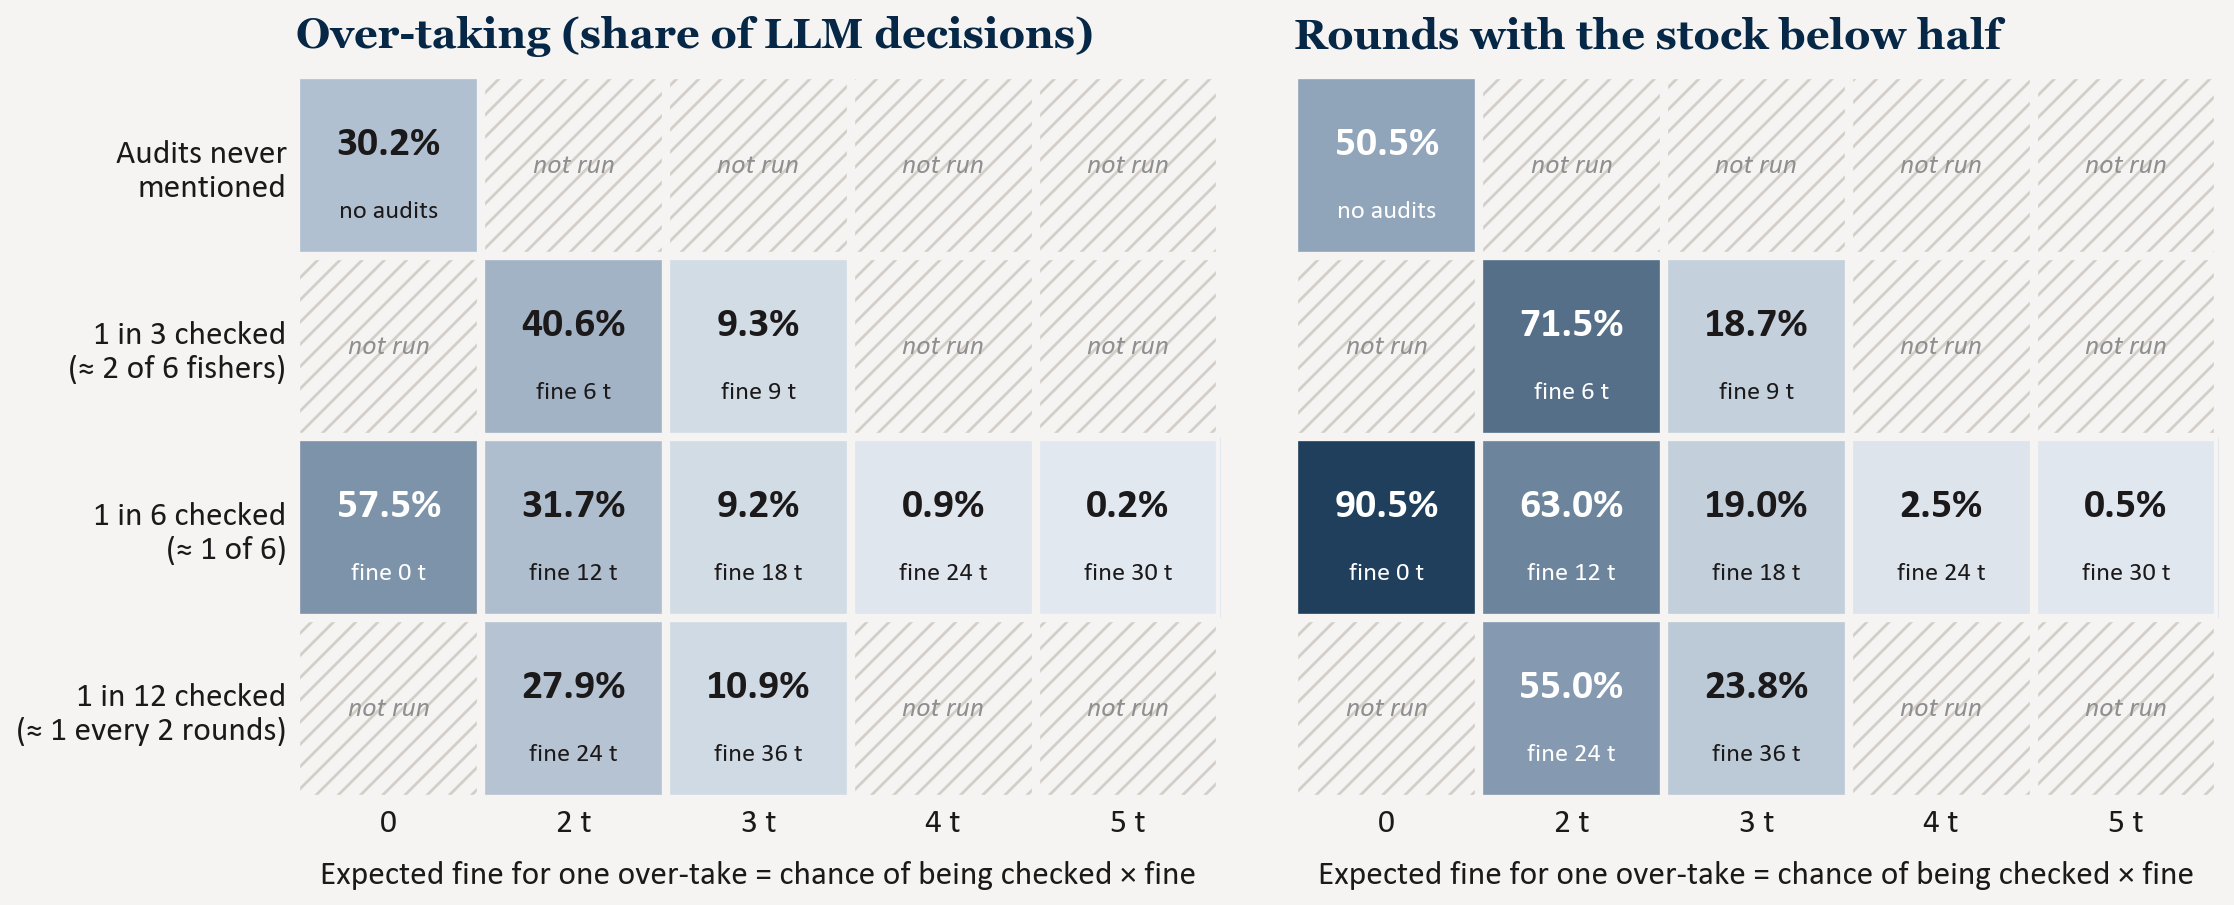 Over-taking (share of LLM decisions)
Audits never
mentioned
30.2%
no audits
not run
not run
not run
not run
1 in 3 checked
(≈ 2 of 6 fishers)
not run
40.6%
fine 6 t
9.3%
fine 9 t
not run
not run
1 in 6 checked
(≈ 1 of 6)
57.5%
fine 0 t
31.7%
fine 12 t
9.2%
fine 18 t
0.9%
fine 24 t
0.2%
fine 30 t
1 in 12 checked
(≈ 1 every 2 rounds)
not run
27.9%
fine 24 t
10.9%
fine 36 t
not run
not run
0
2 t
3 t
4 t
5 t
Expected fine for one over-take = chance of being checked × fine
Rounds with the stock below half
50.5%
no audits
not run
not run
not run
not run
not run
71.5%
fine 6 t
18.7%
fine 9 t
not run
not run
90.5%
fine 0 t
63.0%
fine 12 t
19.0%
fine 18 t
2.5%
fine 24 t
0.5%
fine 30 t
not run
55.0%
fine 24 t
23.8%
fine 36 t
not run
not run
0
2 t
3 t
4 t
5 t
Expected fine for one over-take = chance of being checked × fine